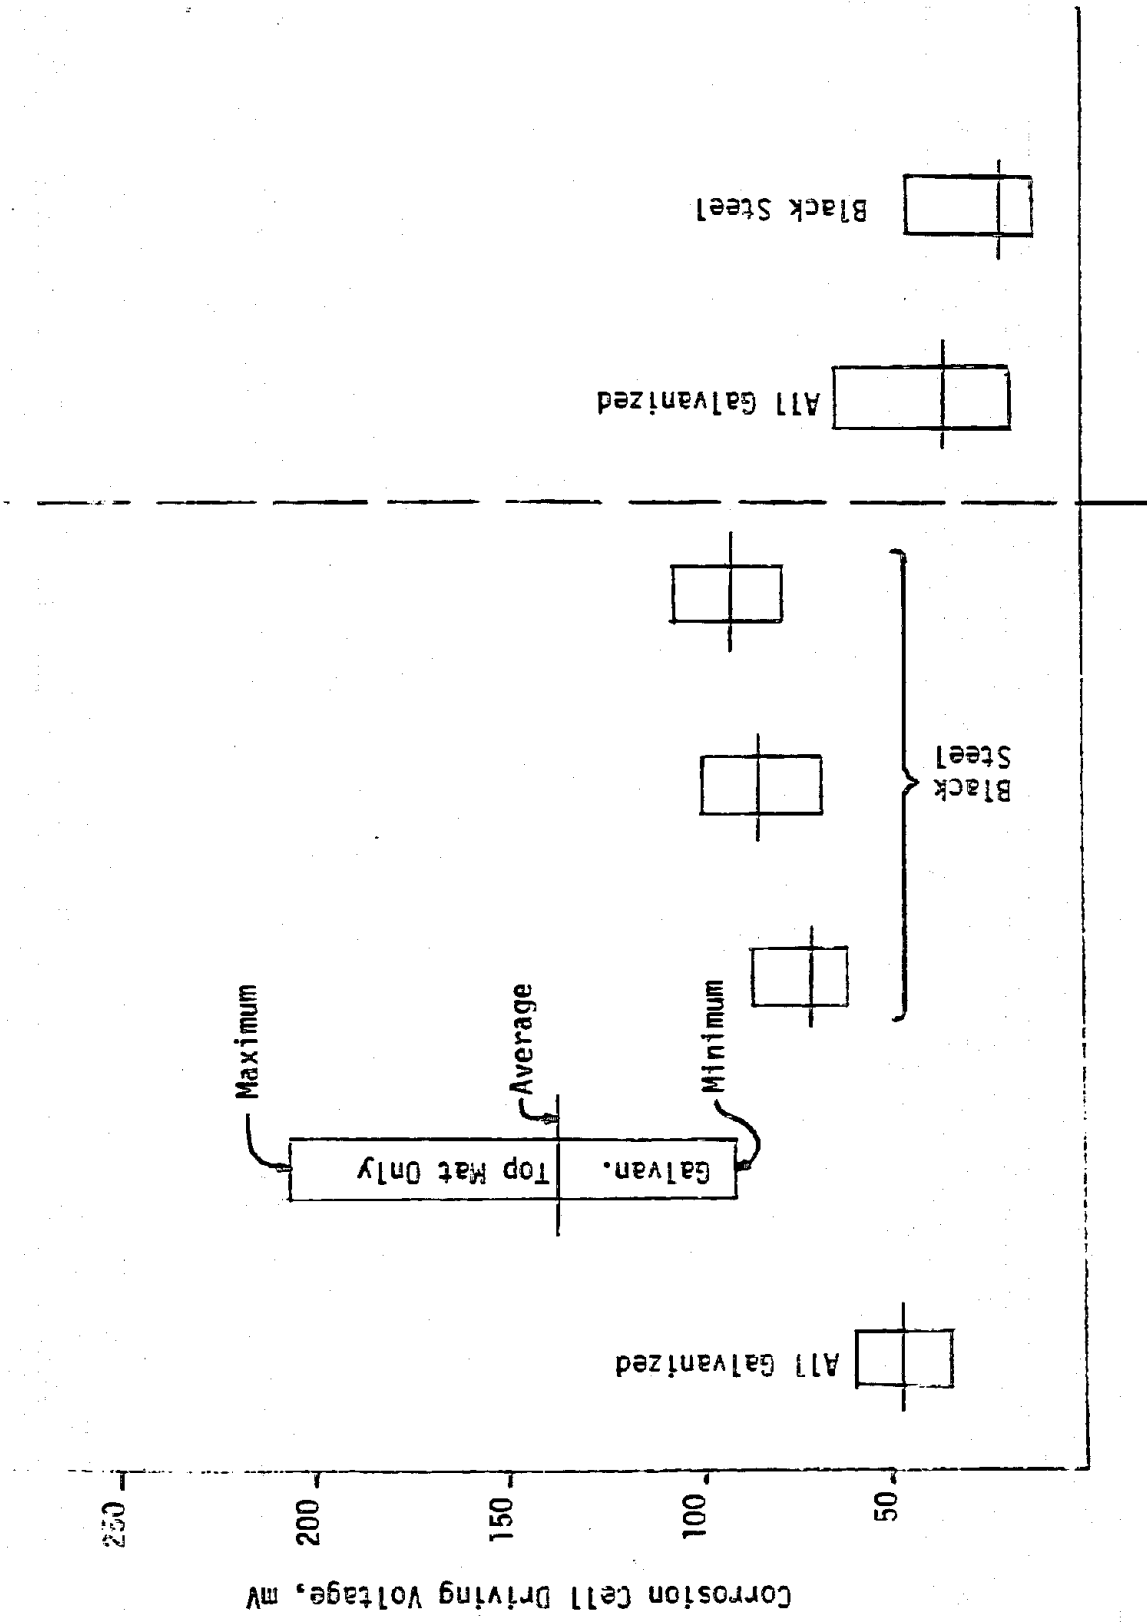 Corrosion Cell Driving Voltage, mV
250
200
150
100
50
All Galvanized
Galvan.
Top Mat Only
Maximum
Average
Minimum
Black
Steel
All Galvanized
Black Steel